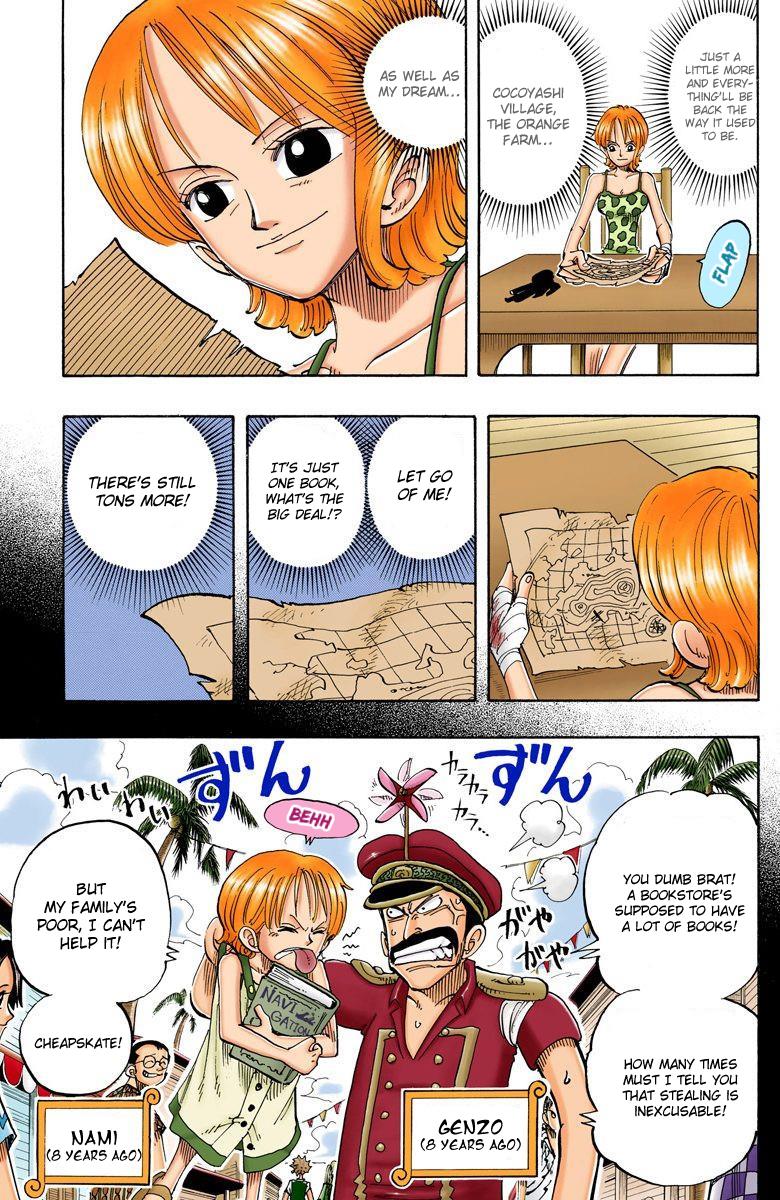 JUST A
LITTLE MORE
AND EVERY-
THING'LL BE
BACK THE
WAY IT USED
TO BE.
COCOYASHI
VILLAGE,
THE ORANGE
FARM...
FLAP
AS WELL AS
MY DREAM...
LET GO
OF ME!
IT'S JUST
ONE BOOK,
WHAT'S THE
BIG DEAL!?
THERE'S STILL
TONS MORE!
YOU DUMB BRAT!
A BOOKSTORE'S
SUPPOSED TO HAVE
A LOT OF BOOKS!
HOW MANY TIMES
MUST I TELL YOU
THAT STEALING IS
INEXCUSABLE!
ずん
カラカラ
カラ...
がや
がや
GENZO
(8 YEARS AGO)
ずん
BEHH
NAVI
GATION
わい
わい
BUT
MY FAMILY'S
POOR, I CAN'T
HELP IT!
CHEAPSKATE!
NAMI
(8 YEARS AGO)